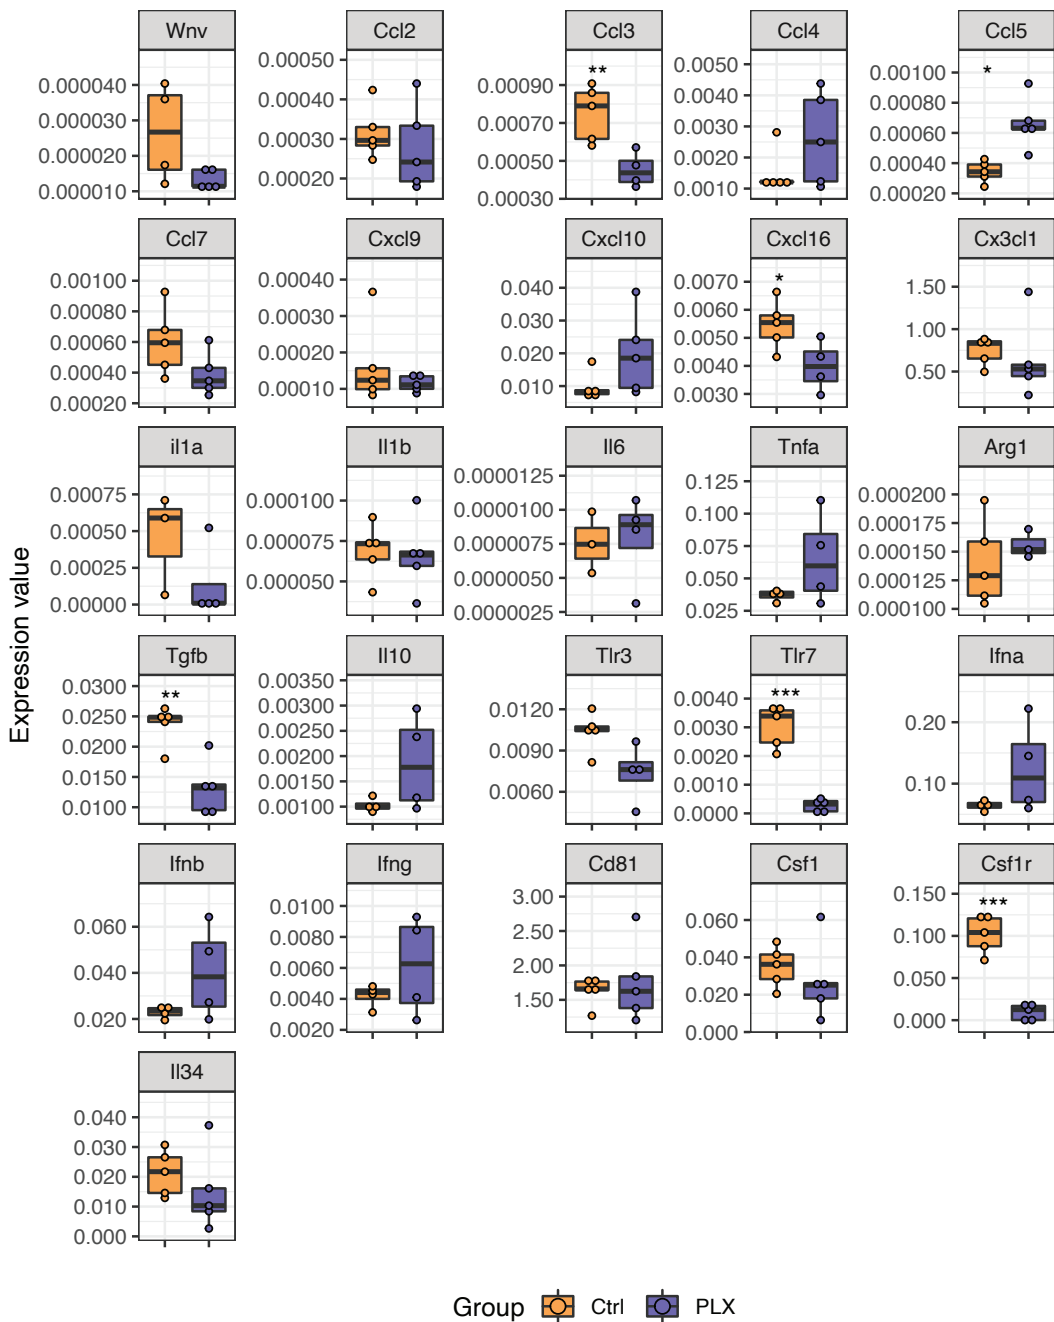 Wnv Ccl2 Ccl3 Ccl4 Ccl5
0.000040 0.000030 0.000020 0.000010
0.00050 0.00040 0.00030 0.00020
0.00090 0.00070 0.00050 0.00030
**
0.0050 0.0040 0.0030 0.0020 0.0010
0.00100 0.00080 0.00060 0.00040 0.00020
*
Ccl7 Cxcl9 Cxcl10 Cxcl16 Cx3cl1
0.00100 0.00080 0.00060 0.00040 0.00020
0.00040 0.00030 0.00020 0.00010
0.040 0.030 0.020 0.010
0.0070 0.0060 0.0050 0.0040 0.0030
*
1.50 1.00 0.50
il1a Il1b Il6 Tnfa Arg1
0.00075 0.00050 0.00025 0.00000
0.000100 0.000075 0.000050
0.0000125 0.0000100 0.0000075 0.0000050 0.0000025
0.125 0.100 0.075 0.050 0.025
0.000200 0.000175 0.000150 0.000125 0.000100
Expression value
Tgfb Il10 Tlr3 Tlr7 Ifna
0.0300 0.0250 0.0200 0.0150 0.0100
**
0.00350 0.00300 0.00250 0.00200 0.00150 0.00100
0.0120 0.0090 0.0060
0.0040 0.0030 0.0020 0.0010 0.0000
***
0.20 0.10
Ifnb Ifng Cd81 Csf1 Csf1r
0.060 0.040 0.020
0.0100 0.0080 0.0060 0.0040 0.0020
3.00 2.50 2.00 1.50
0.060 0.040 0.020 0.000
0.150 0.100 0.050 0.000
***
Il34
0.040 0.030 0.020 0.010 0.000
Group Ctrl PLX